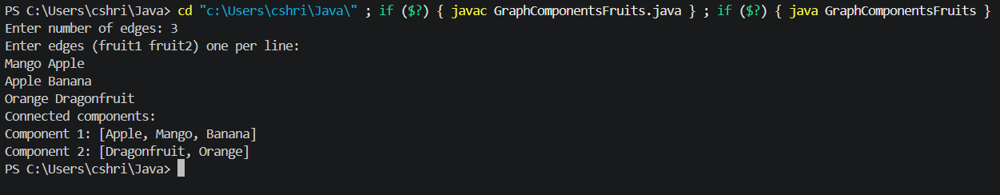 PS C:\Users\cshri\Java> cd "c:\Users\cshri\Java\" ; if ($?) { javac GraphComponentsFruits.java } ; if ($?) { java GraphComponentsFruits }
Enter number of edges: 3
Enter edges (fruit1 fruit2) one per line:
Mango Apple
Apple Banana
Orange Dragonfruit
Connected components:
Component 1: [Apple, Mango, Banana]
Component 2: [Dragonfruit, Orange]
PS C:\Users\cshri\Java>